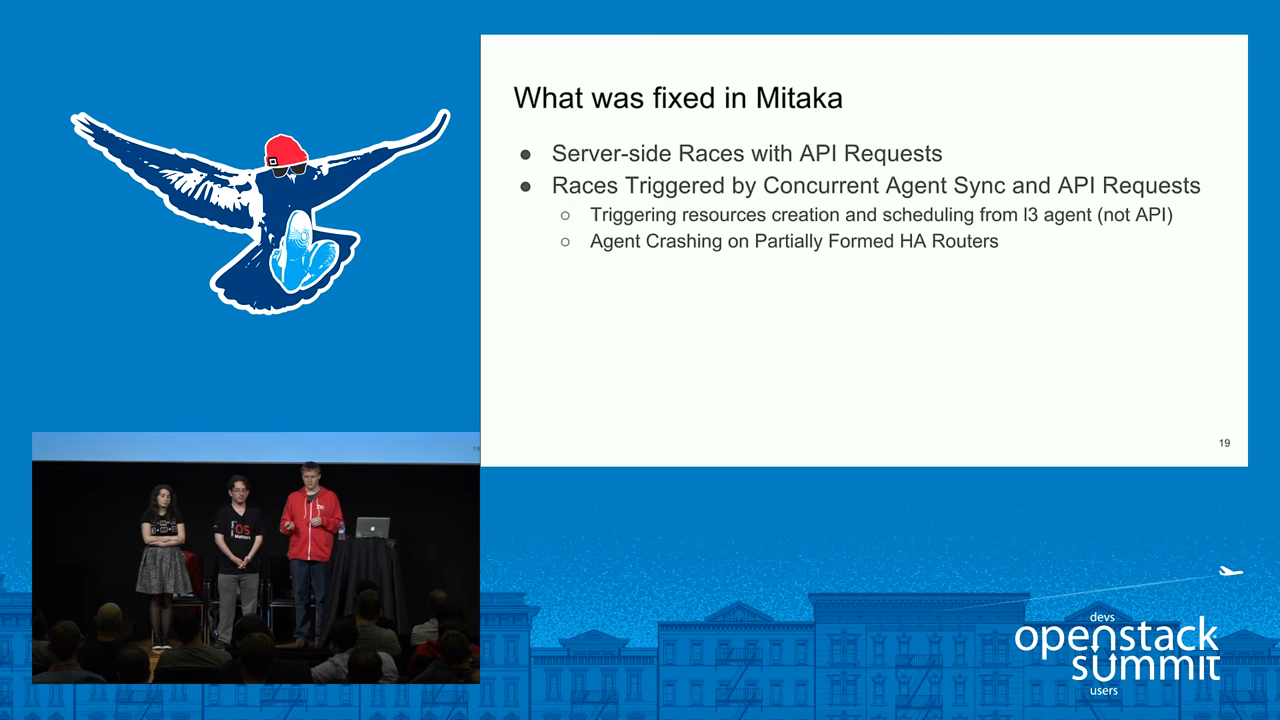 What was fixed in Mitaka
● Server-side Races with API Requests
● Races Triggered by Concurrent Agent Sync and API Requests
○ Triggering resources creation and scheduling from l3 agent (not API)
○ Agent Crashing on Partially Formed HA Routers
19
OS
Matters
devs
openstack
summit
users